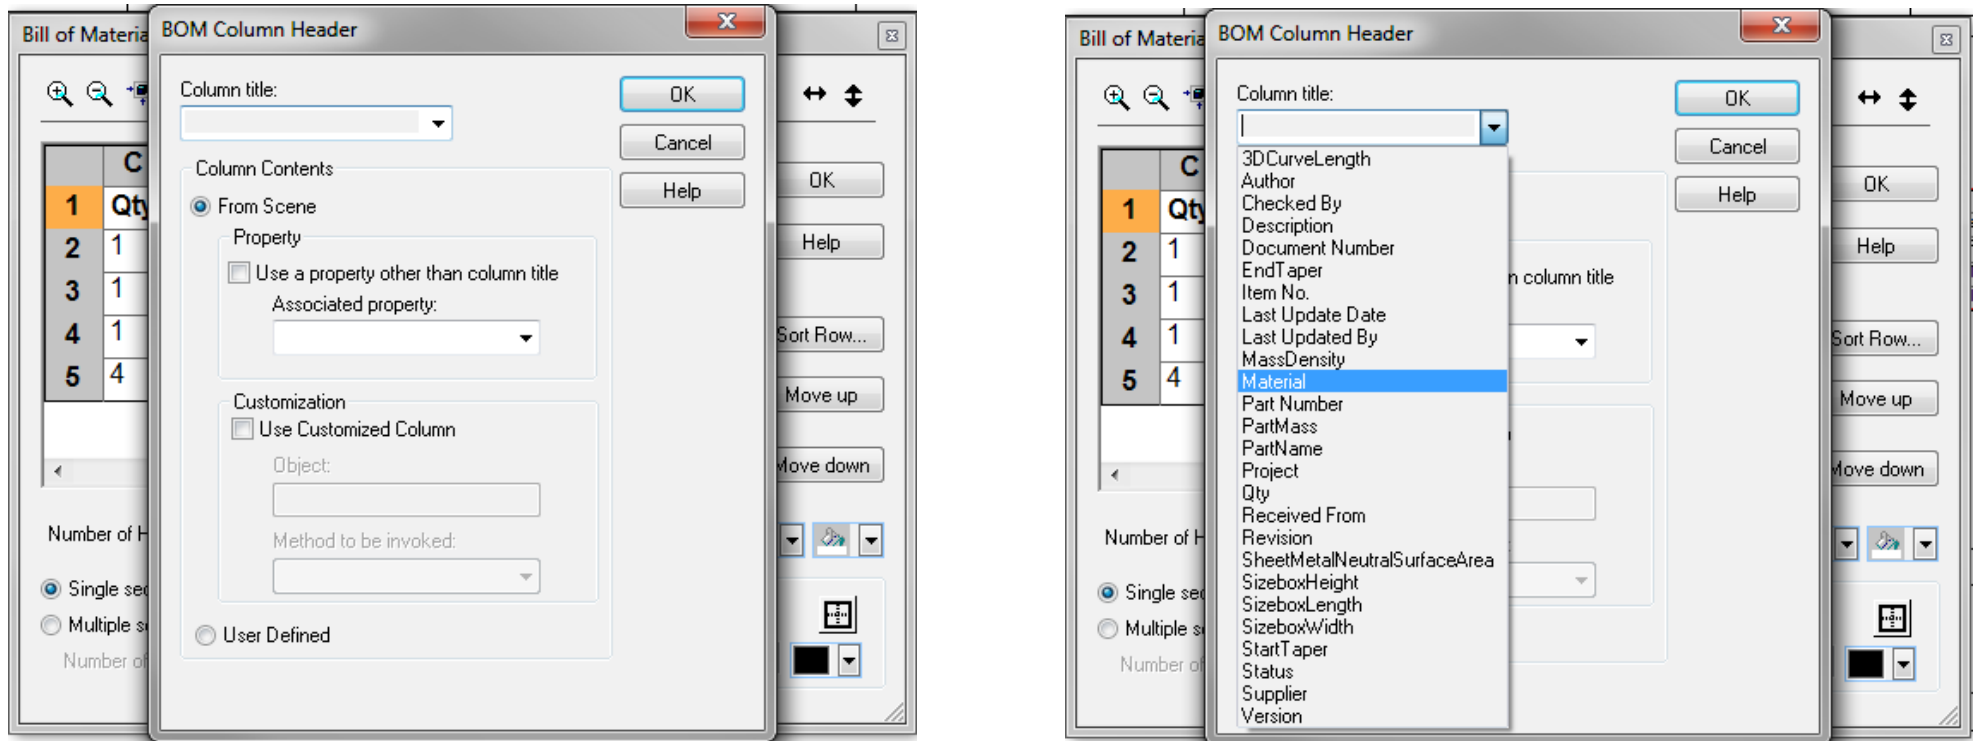 Bill of Materia
BOM Column Header
Column title:
OK
Cancel
Help
Column Contents
From Scene
Property
Use a property other than column title
Associated property:
Customization
Use Customized Column
Object:
Method to be invoked:
User Defined
C
1 Qty
2 1
3 1
4 1
5 4
Number of H
Single sec
Multiple s
Number of
OK
Help
Sort Row...
Move up
Move down
Bill of Materia
BOM Column Header
Column title:
OK
Cancel
Help
3DCurveLength
Author
Checked By
Description
Document Number
EndTaper
Item No.
Last Update Date
Last Updated By
MassDensity
Material
Part Number
PartMass
PartName
Project
Qty
Received From
Revision
SheetMetalNeutralSurfaceArea
SizeboxHeight
SizeboxLength
SizeboxWidth
StartTaper
Status
Supplier
Version
n column title
C
1 Qty
2 1
3 1
4 1
5 4
Number of H
Single sec
Multiple s
Number of
OK
Help
Sort Row...
Move up
Move down